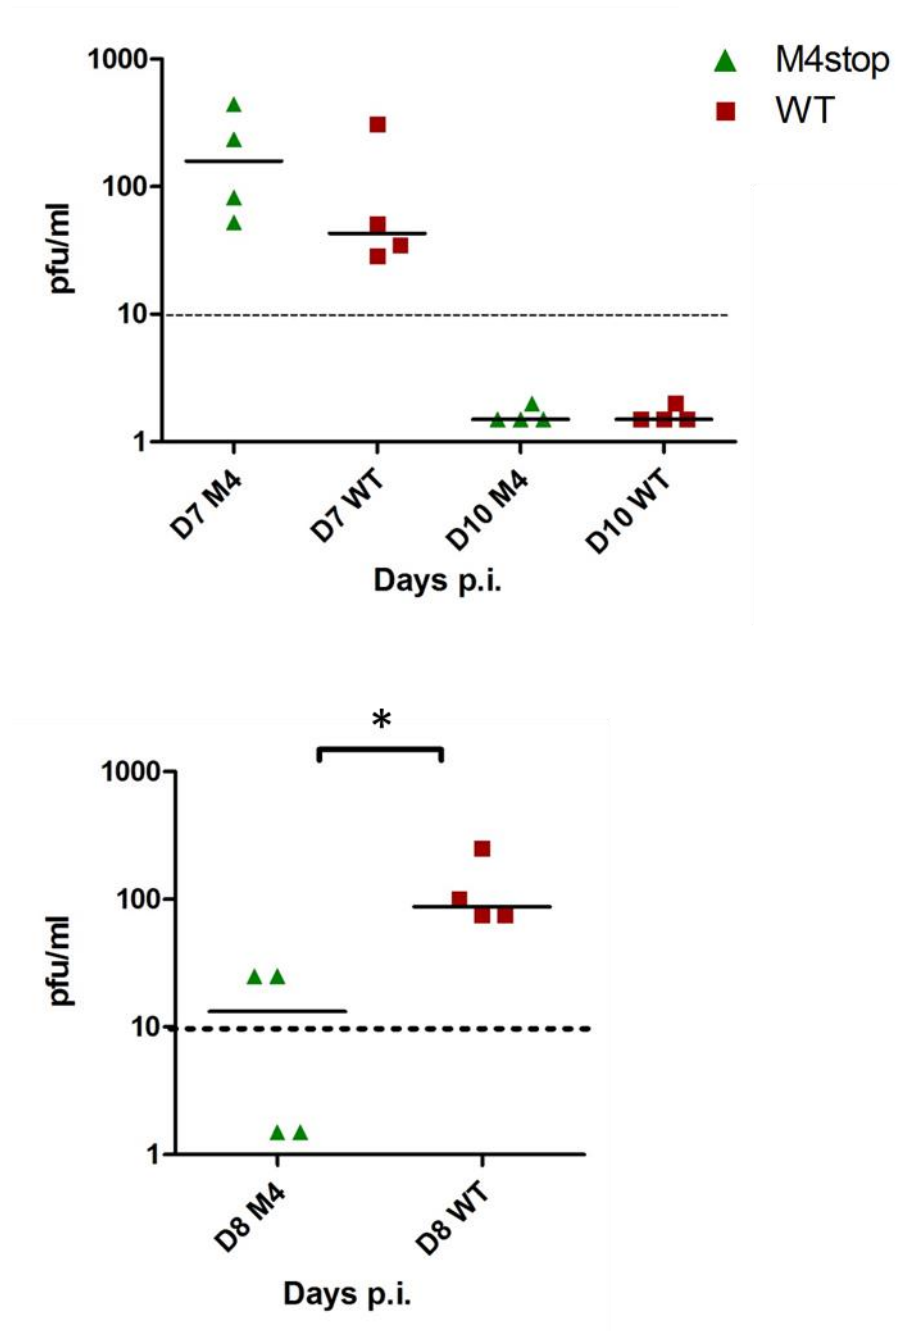 M4stop
WT
1000
100
10
1
pfu/ml
D7 M4
D7 WT
D10 M4
D10 WT
Days p.i.
*
1000
100
10
1
pfu/ml
D8 M4
D8 WT
Days p.i.